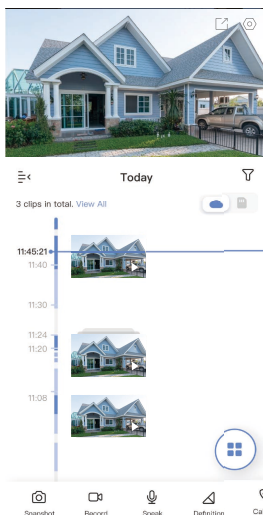 Today
3 clips in total. View All
11:45:21
11:40
11:30
11:24
11:20
11:08
Snapshot Record Speak Definition